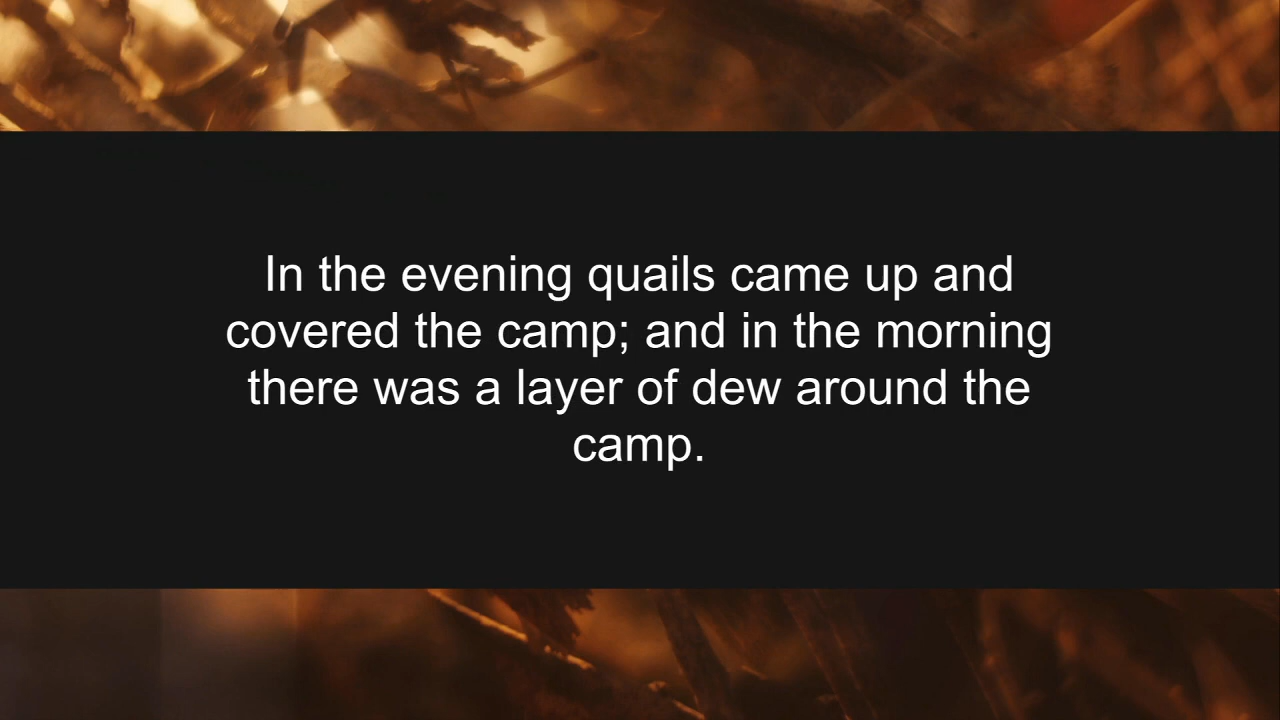 In the evening quails came up and
covered the camp; and in the morning
there was a layer of dew around the
camp.